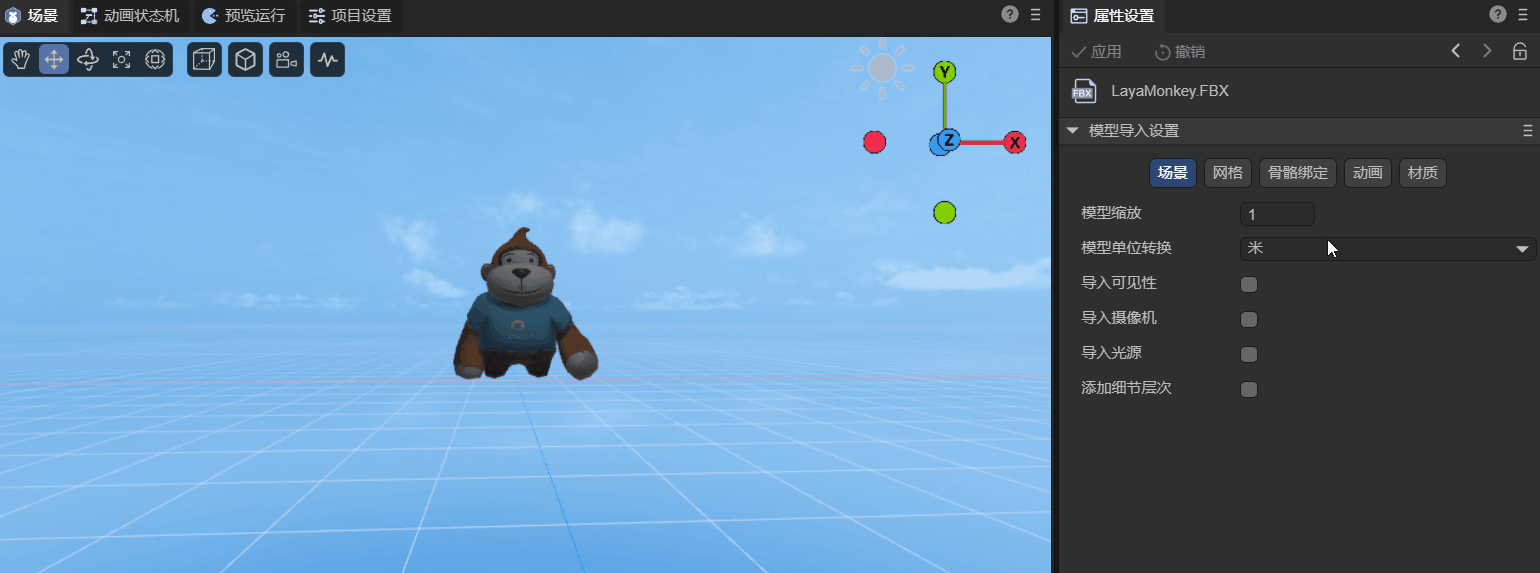 场景 动画状态机 预览运行 项目设置 ?
属性设置 ?
应用 撤销
FBX LayaMonkey.FBX
模型导入设置
场景 网格 骨骼绑定 动画 材质
模型缩放 1
模型单位转换 米
导入可见性
导入摄像机
导入光源
添加细节层次
Y
Z X